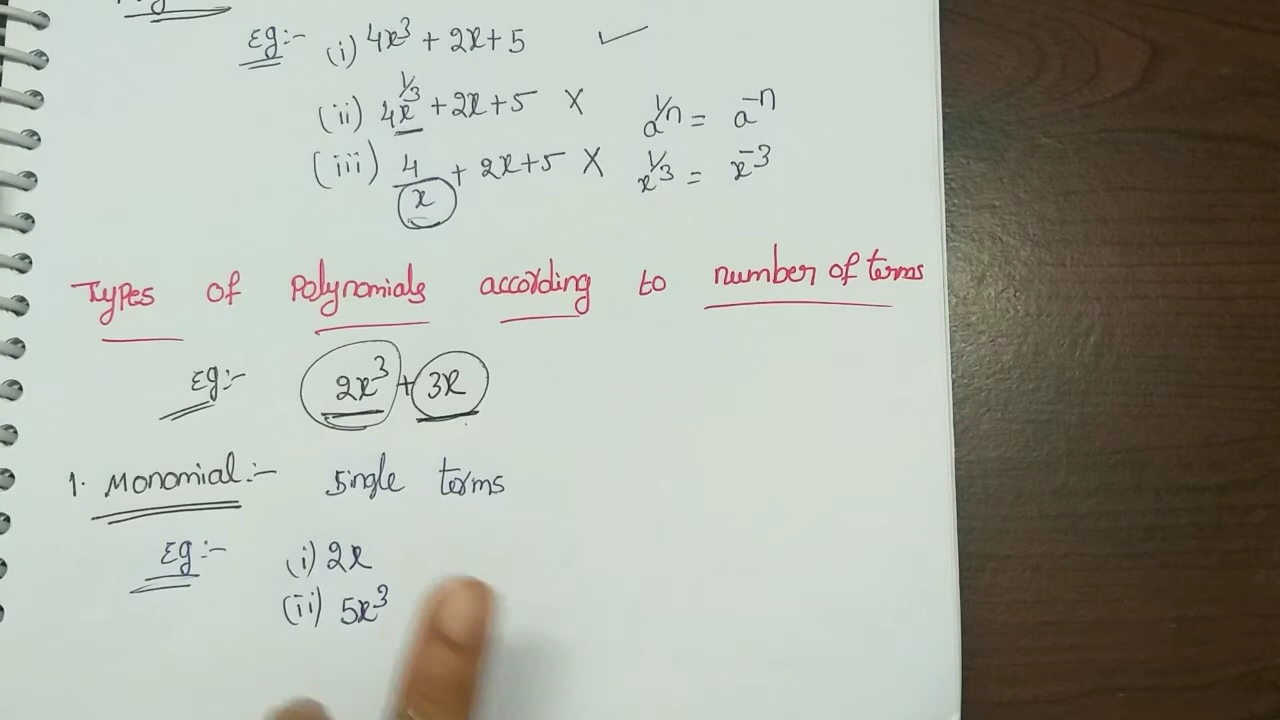 Eg:- (i) 4x³ + 2x + 5 ✓
(ii) 4x^1/3 + 2x + 5 X a^1/n = a^-n
(iii) 4/x + 2x + 5 X x^1/3 = x^-3
Types of Polynomials according to number of terms
Eg:- 2x³ + 3x
1. Monomial:- Single terms
Eg:- (i) 2x
(ii) 5x³